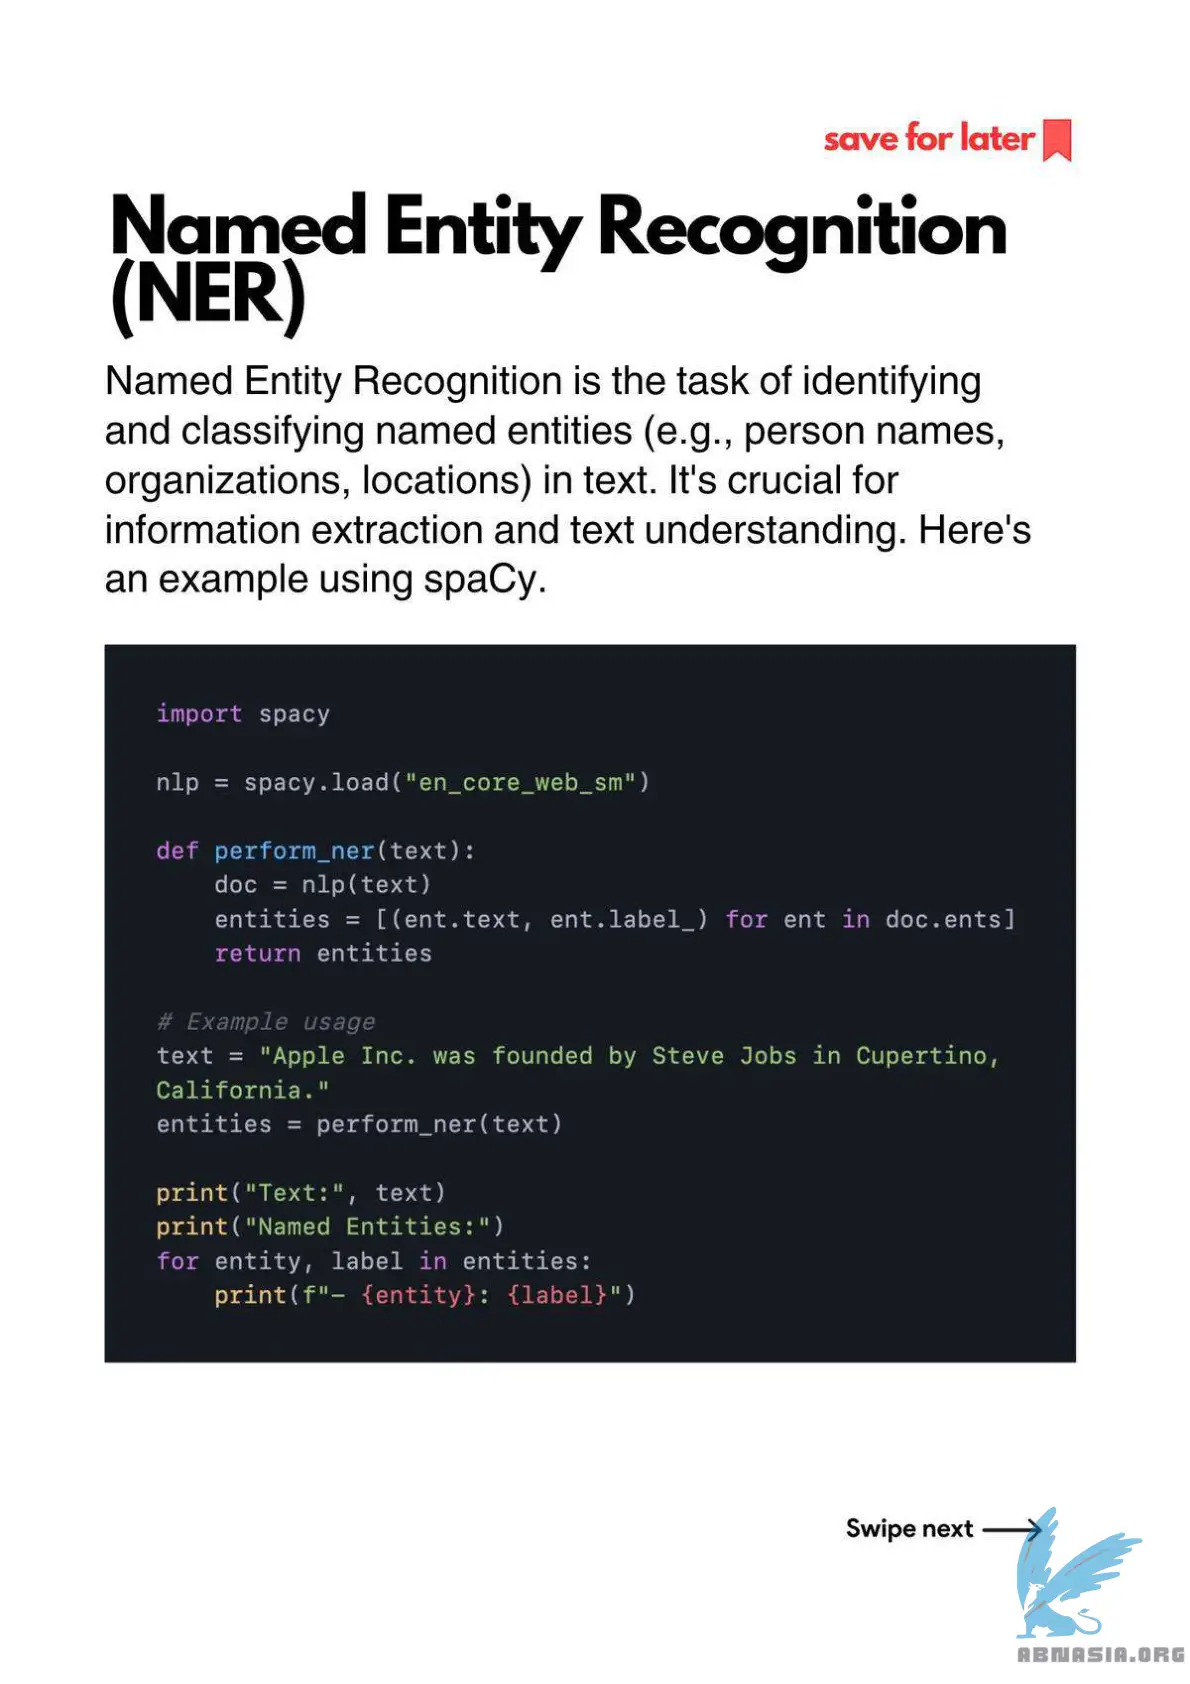 save for later
Named Entity Recognition
(NER)
Named Entity Recognition is the task of identifying
and classifying named entities (e.g., person names,
organizations, locations) in text. It's crucial for
information extraction and text understanding. Here's
an example using spaCy.
import spacy
nlp = spacy.load("en_core_web_sm")
def perform_ner(text):
    doc = nlp(text)
    entities = [(ent.text, ent.label_) for ent in doc.ents]
    return entities
# Example usage
text = "Apple Inc. was founded by Steve Jobs in Cupertino,
California."
entities = perform_ner(text)
print("Text:", text)
print("Named Entities:")
for entity, label in entities:
    print(f"- {entity}: {label}")
Swipe next
ABNASIA.ORG